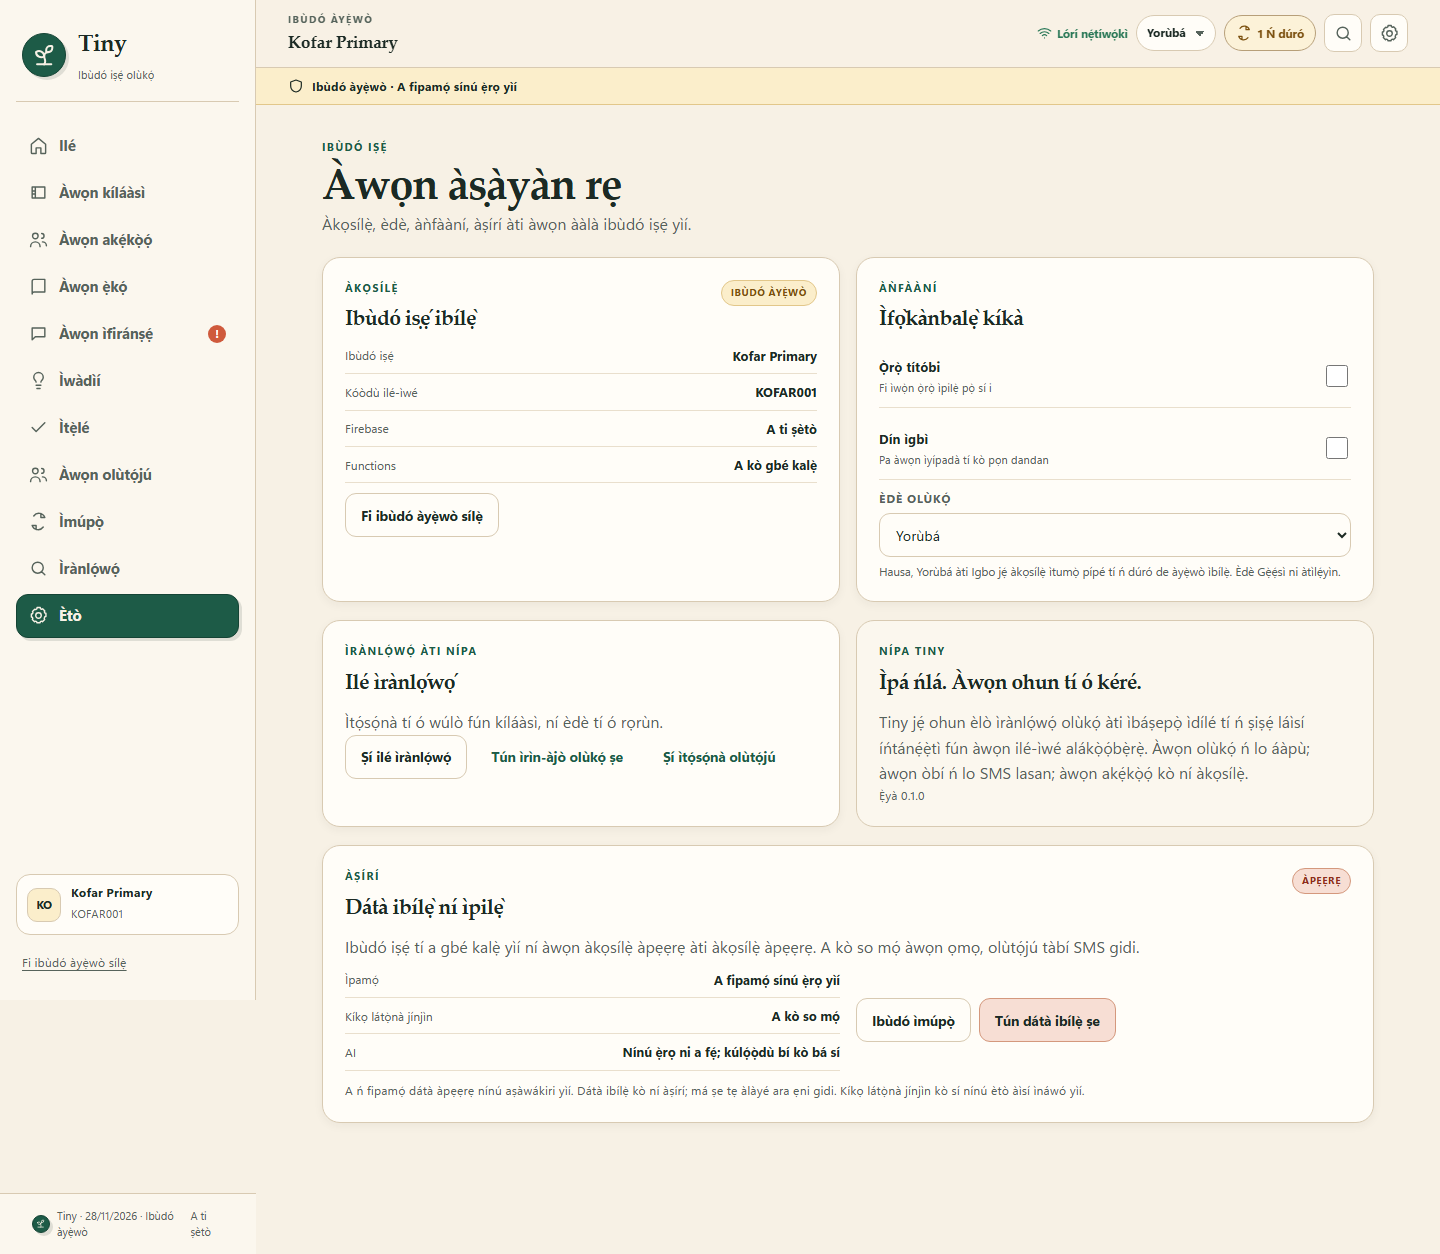 Tiny
Ibùdó iṣẹ́ olùkọ́
Ilé
Àwọn kíláàsì
Àwọn akẹ́kọ̀ọ́
Àwọn ẹ̀kọ́
Àwọn ìfiránṣẹ́
!
Ìwàdìí
Ìtẹ̀lé
Àwọn olùtọ́jú
Ìmúpọ̀
Ìrànlọ́wọ́
Ètò
KO
Kofar Primary
KOFAR001
Fi ibùdó àyẹ̀wò sílẹ̀
Tiny · 28/11/2026 · Ibùdó àyẹ̀wò
A ti ṣètò
IBÙDÓ ÀYẸ̀WÒ
Kofar Primary
Lórí nẹ́tíwọ́kì
Yorùbá
1 Ń dúró
Ibùdó àyẹ̀wò · A fipamọ́ sínú ẹ̀rọ yìí
IBÙDÓ IṢẸ́
Àwọn àṣàyàn rẹ
Àkọsílẹ̀, èdè, àǹfààní, àṣírí àti àwọn ààlà ibùdó iṣẹ́ yìí.
ÀKỌSÍLẸ̀
IBÙDÓ ÀYẸ̀WÒ
Ibùdó iṣẹ́ ibílẹ̀
Ibùdó iṣẹ́
Kofar Primary
Kóòdù ilé-ìwé
KOFAR001
Firebase
A ti ṣètò
Functions
A kò gbé kalẹ̀
Fi ibùdó àyẹ̀wò sílẹ̀
ÀǸFÀÀNÍ
Ìfọ̀kànbalẹ̀ kíkà
Ọ̀rọ̀ títóbi
Fi ìwọ̀n ọ̀rọ̀ ìpilẹ̀ pọ̀ sí i
Dín ìgbì
Pa àwọn ìyípadà tí kò pọn dandan
ÈDÈ OLÙKỌ́
Yorùbá
Hausa, Yorùbá àti Igbo jẹ́ àkọsílẹ̀ ìtumọ̀ pípé tí ń dúró de àyẹ̀wò ìbílẹ̀. Èdè Gẹ̀ẹ́sì ni àtìlẹ́yìn.
ÌRÀNLỌ́WỌ́ ÀTI NÍPA
Ilé ìrànlọ́wọ́
Ìtọ́sọ́nà tí ó wúlò fún kíláàsì, ní èdè tí ó rọrùn.
Ṣí ilé ìrànlọ́wọ́
Tún ìrìn-àjò olùkọ́ ṣe
Ṣí ìtọ́sọ́nà olùtọ́jú
NÍPA TINY
Ìpá ńlá. Àwọn ohun tí ó kéré.
Tiny jẹ́ ohun èlò ìrànlọ́wọ́ olùkọ́ àti ìbáṣepọ̀ ìdílé tí ń ṣiṣẹ́ láìsí
íńtánẹ́ẹ̀tì fún àwọn ilé-ìwé alákọ̀ọ́bẹ̀rẹ̀. Àwọn olùkọ́ ń lo áàpù;
àwọn òbí ń lo SMS lasan; àwọn akẹ́kọ̀ọ́ kò ní àkọsílẹ̀.
Ẹ̀yà 0.1.0
ÀṢÍRÍ
ÀPẸẸRẸ
Dátà ibílẹ̀ ní ìpilẹ̀
Ibùdó iṣẹ́ tí a gbé kalẹ̀ yìí ní àwọn àkọsílẹ̀ àpẹẹrẹ àti àkọsílẹ̀ àpẹẹrẹ. A kò so mọ́ àwọn ọmọ, olùtọ́jú tàbí SMS gidi.
Ìpamọ́
A fipamọ́ sínú ẹ̀rọ yìí
Kíkọ látọ̀nà jínjìn
A kò so mọ́
AI
Nínú ẹ̀rọ ni a fẹ́; kúlọ́ọ̀dù bí kò bá sí
Ibùdó ìmúpọ̀
Tún dátà ibílẹ̀ ṣe
A ń fipamọ́ dátà àpẹẹrẹ nínú aṣàwákiri yìí. Dátà ibílẹ̀ kò ní àṣírí; má ṣe tẹ àlàyé ara ẹni gidi. Kíkọ látọ̀nà jínjìn kò sí nínú ètò àìsí ìnáwó yìí.